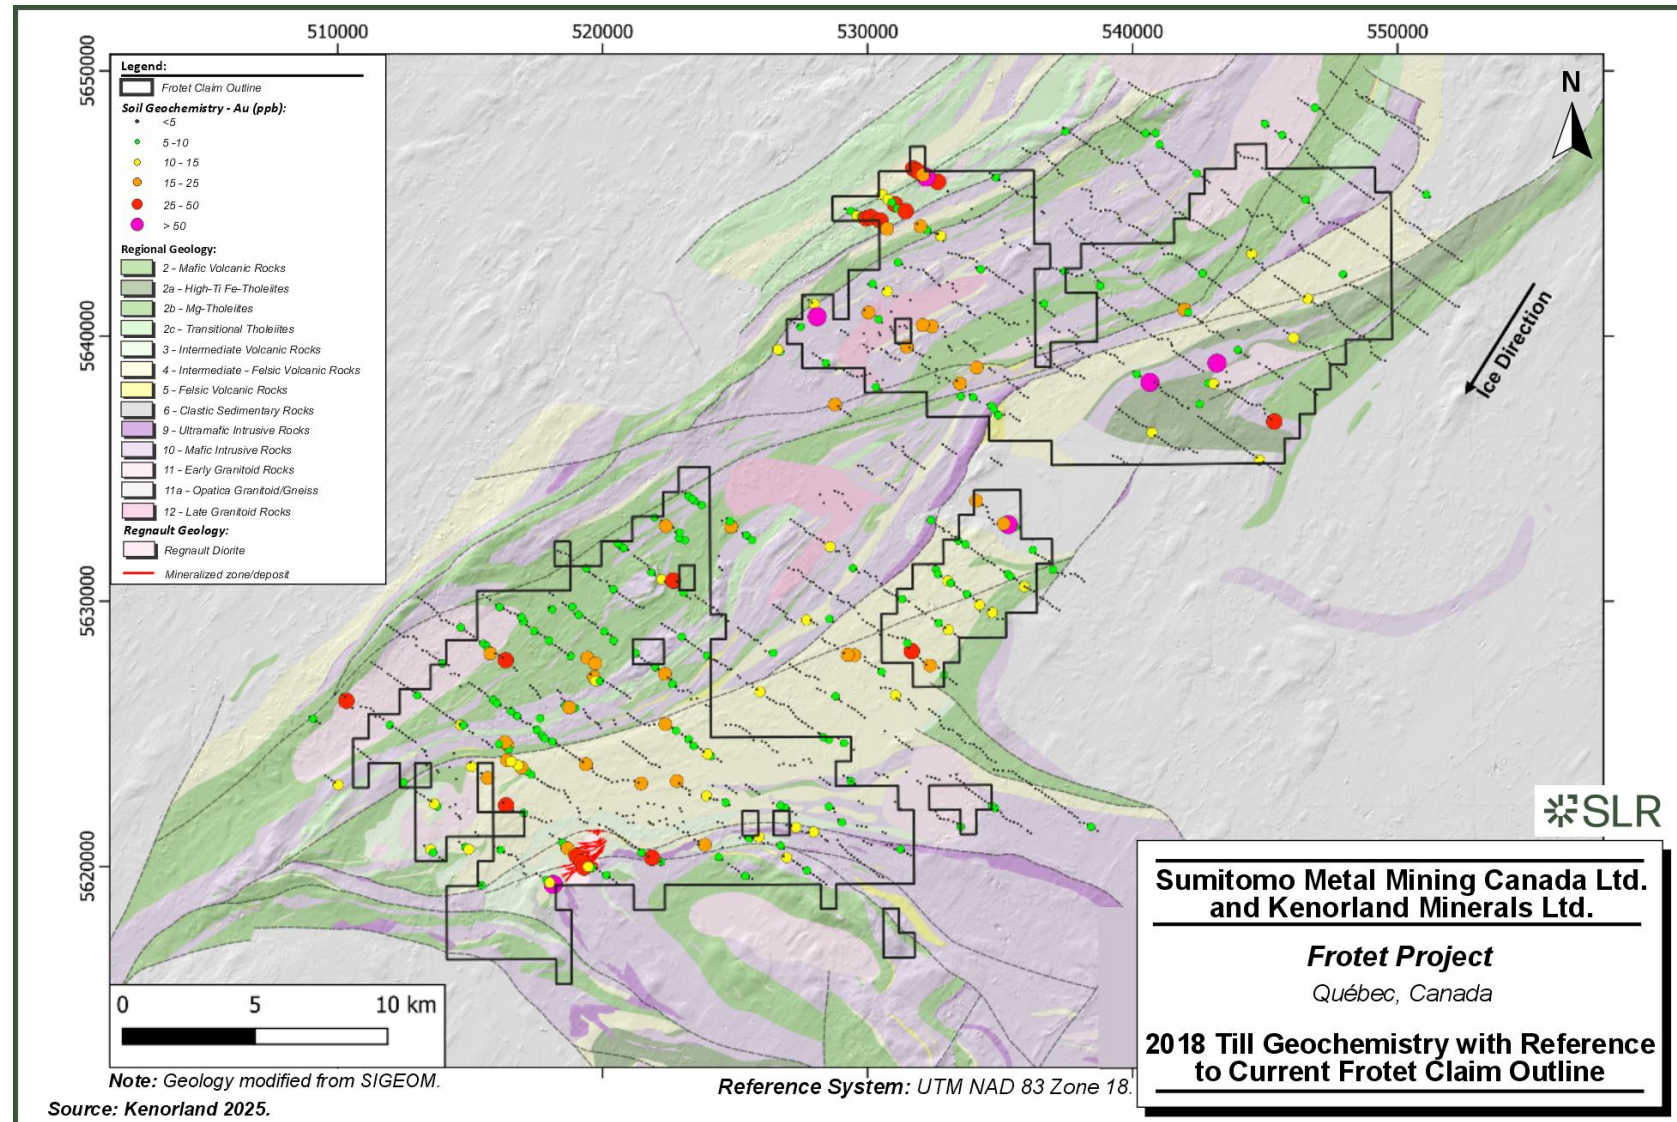 510000
520000
530000
540000
550000
5650000
5640000
5630000
5620000
Legend:
Frotet Claim Outline
Soil Geochemistry - Au (ppb):
<5
5 -10
10 - 15
15 - 25
25 - 50
> 50
Regional Geology:
2 - Mafic Volcanic Rocks
2a - High-Ti Fe-Tholeiites
2b - Mg-Tholeiites
2c - Transitional Tholeiites
3 - Intermediate Volcanic Rocks
4 - Intermediate - Felsic Volcanic Rocks
5 - Felsic Volcanic Rocks
6 - Clastic Sedimentary Rocks
9 - Ultramafic Intrusive Rocks
10 - Mafic Intrusive Rocks
11 - Early Granitoid Rocks
11a - Opatica Granitoid/Gneiss
12 - Late Granitoid Rocks
Regnault Geology:
Regnault Diorite
Mineralized zone/deposit
N
Ice Direction
SLR
0 5 10 km
Sumitomo Metal Mining Canada Ltd.
and Kenorland Minerals Ltd.
Frotet Project
Québec, Canada
2018 Till Geochemistry with Reference
to Current Frotet Claim Outline
Note: Geology modified from SIGEOM.
Reference System: UTM NAD 83 Zone 18.
Source: Kenorland 2025.